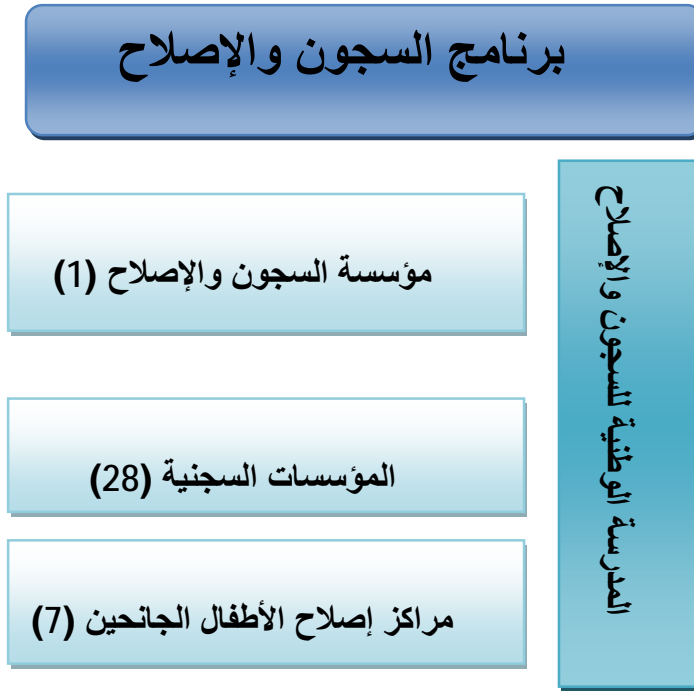 برنامج السجون والإصلاح
المدرسة الوطنية للسجون والإصلاح
مؤسسة السجون والإصلاح (1)
المؤسسات السجنية (28)
مراكز إصلاح الأطفال الجانحين (7)